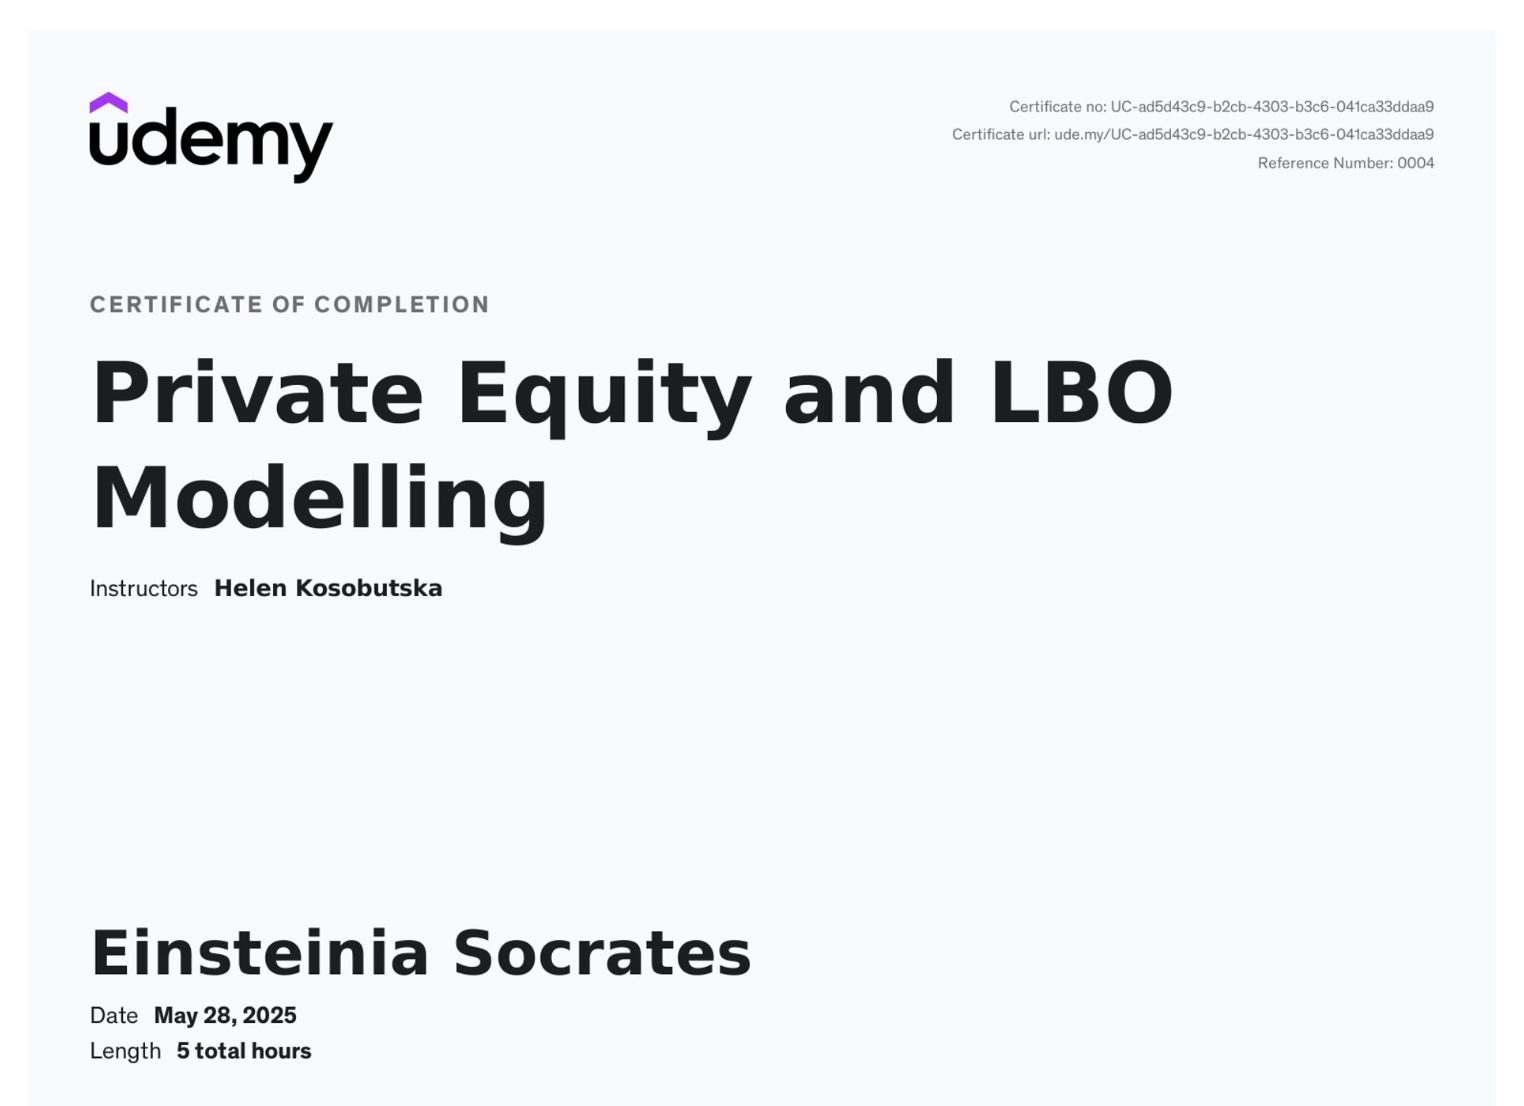 udemy
Certificate no: UC-ad5d43c9-b2cb-4303-b3c6-041ca33ddaa9
Certificate url: ude.my/UC-ad5d43c9-b2cb-4303-b3c6-041ca33ddaa9
Reference Number: 0004
CERTIFICATE OF COMPLETION
Private Equity and LBO
Modelling
Instructors Helen Kosobutska
Einsteinia Socrates
Date May 28, 2025
Length 5 total hours